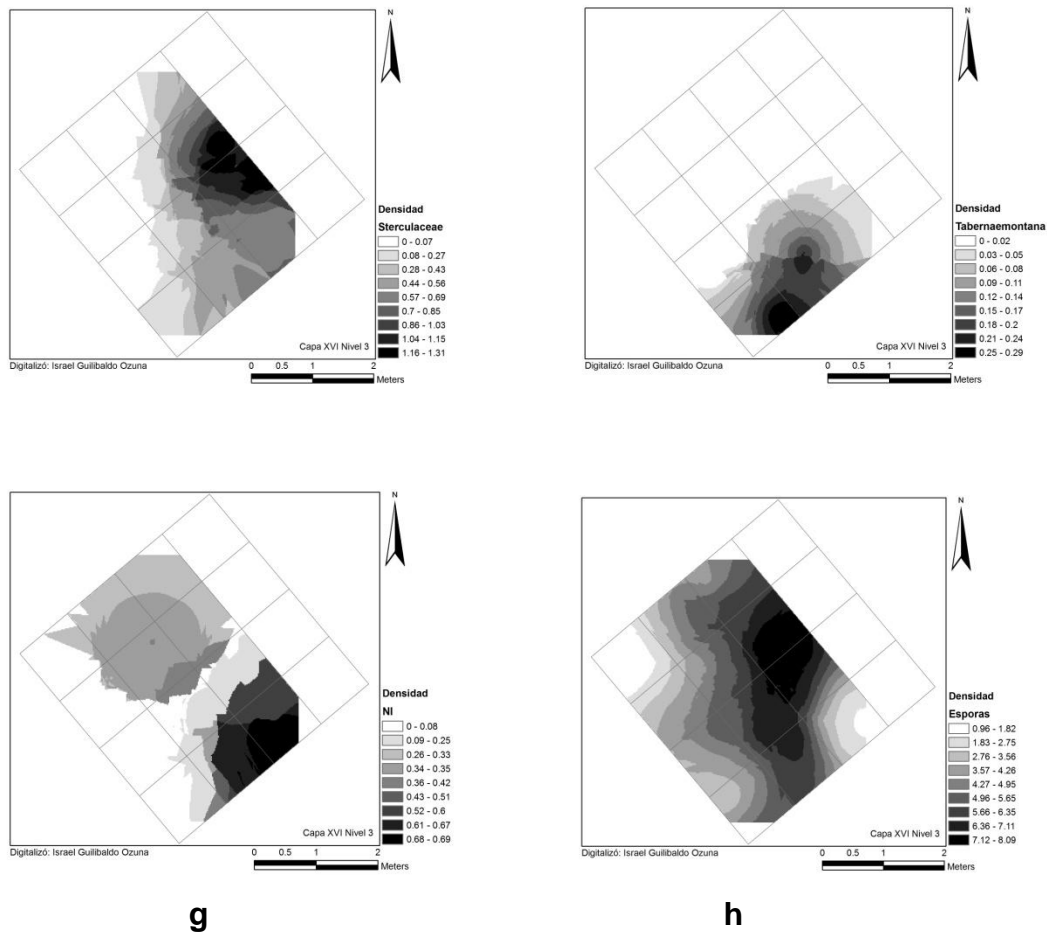 N
Densidad
Sterculaceae
0 - 0.07
0.08 - 0.27
0.28 - 0.43
0.44 - 0.56
0.57 - 0.69
0.7 - 0.85
0.86 - 1.03
1.04 - 1.15
1.16 - 1.31
Capa XVI Nivel 3
Digitalizó: Israel Guilibaldo Ozuna
0 0.5 1 2
Meters
N
Densidad
Tabernaemontana
0 - 0.02
0.03 - 0.05
0.06 - 0.08
0.09 - 0.11
0.12 - 0.14
0.15 - 0.17
0.18 - 0.2
0.21 - 0.24
0.25 - 0.29
Capa XVI Nivel 3
Digitalizó: Israel Guilibaldo Ozuna
0 0.5 1 2
Meters
N
Densidad
NI
0 - 0.08
0.09 - 0.25
0.26 - 0.33
0.34 - 0.35
0.36 - 0.42
0.43 - 0.51
0.52 - 0.6
0.61 - 0.67
0.68 - 0.69
Capa XVI Nivel 3
Digitalizó: Israel Guilibaldo Ozuna
0 0.5 1 2
Meters
g
N
Densidad
Esporas
0.96 - 1.82
1.83 - 2.75
2.76 - 3.56
3.57 - 4.26
4.27 - 4.95
4.96 - 5.65
5.66 - 6.35
6.36 - 7.11
7.12 - 8.09
Capa XVI Nivel 3
Digitalizó: Israel Guilibaldo Ozuna
0 0.5 1 2
Meters
h